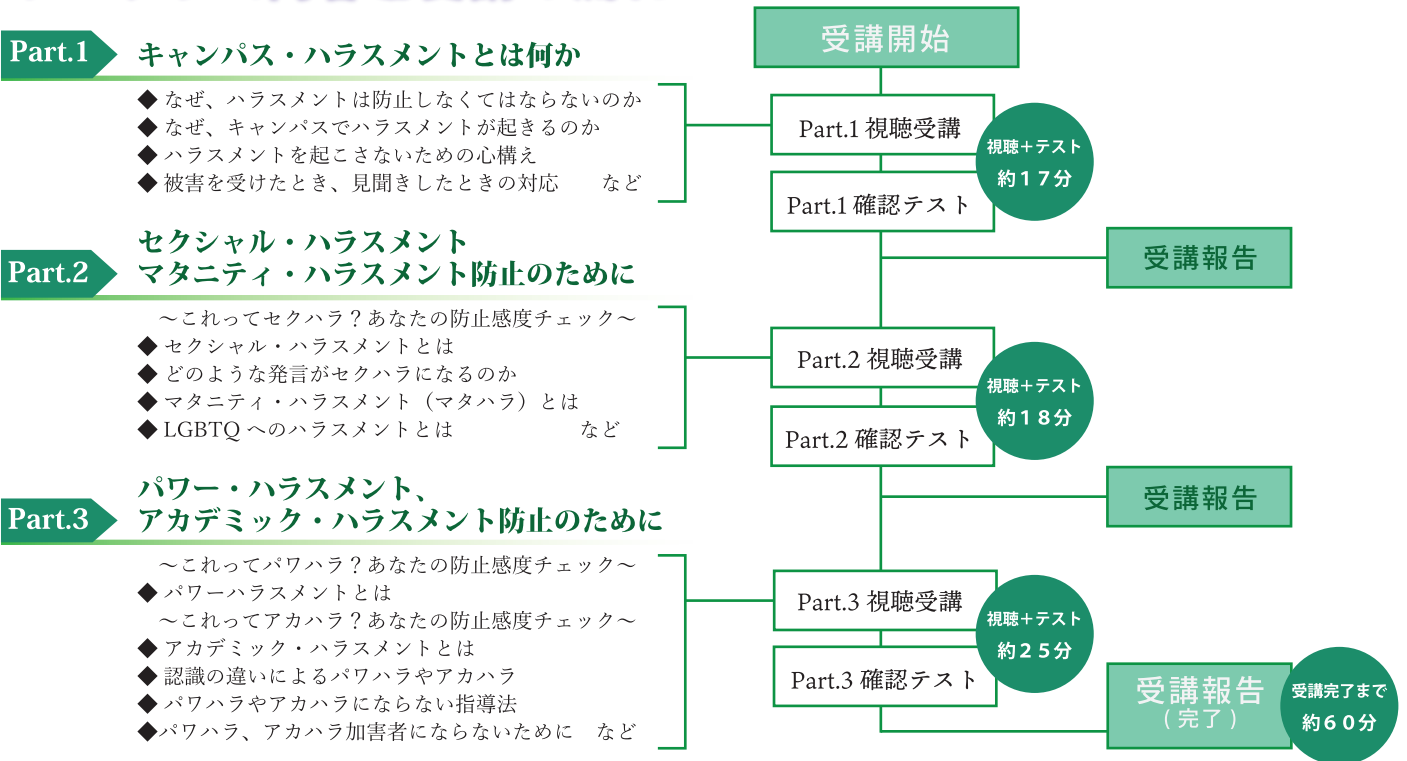 Part.1
キャンパス・ハラスメントとは何か
◆ なぜ、ハラスメントは防止しなくてはならないのか
◆ なぜ、キャンパスでハラスメントが起きるのか
◆ ハラスメントを起こさないための心構え
◆ 被害を受けたとき、見聞きしたときの対応　　など
Part.2
セクシャル・ハラスメント
マタニティ・ハラスメント防止のために
～これってセクハラ？あなたの防止感度チェック～
◆ セクシャル・ハラスメントとは
◆ どのような発言がセクハラになるのか
◆ マタニティ・ハラスメント（マタハラ）とは
◆ LGBTQ へのハラスメントとは　　など
Part.3
パワー・ハラスメント、
アカデミック・ハラスメント防止のために
～これってパワハラ？あなたの防止感度チェック～
◆ パワーハラスメントとは
～これってアカハラ？あなたの防止感度チェック～
◆ アカデミック・ハラスメントとは
◆ 認識の違いによるパワハラやアカハラ
◆ パワハラやアカハラにならない指導法
◆パワハラ、アカハラ加害者にならないために　など
受講開始
Part.1 視聴受講
視聴＋テスト
約１７分
Part.1 確認テスト
受講報告
Part.2 視聴受講
視聴＋テスト
約１８分
Part.2 確認テスト
受講報告
Part.3 視聴受講
視聴＋テスト
約２５分
Part.3 確認テスト
受講報告
（完了）
受講完了まで
約６０分